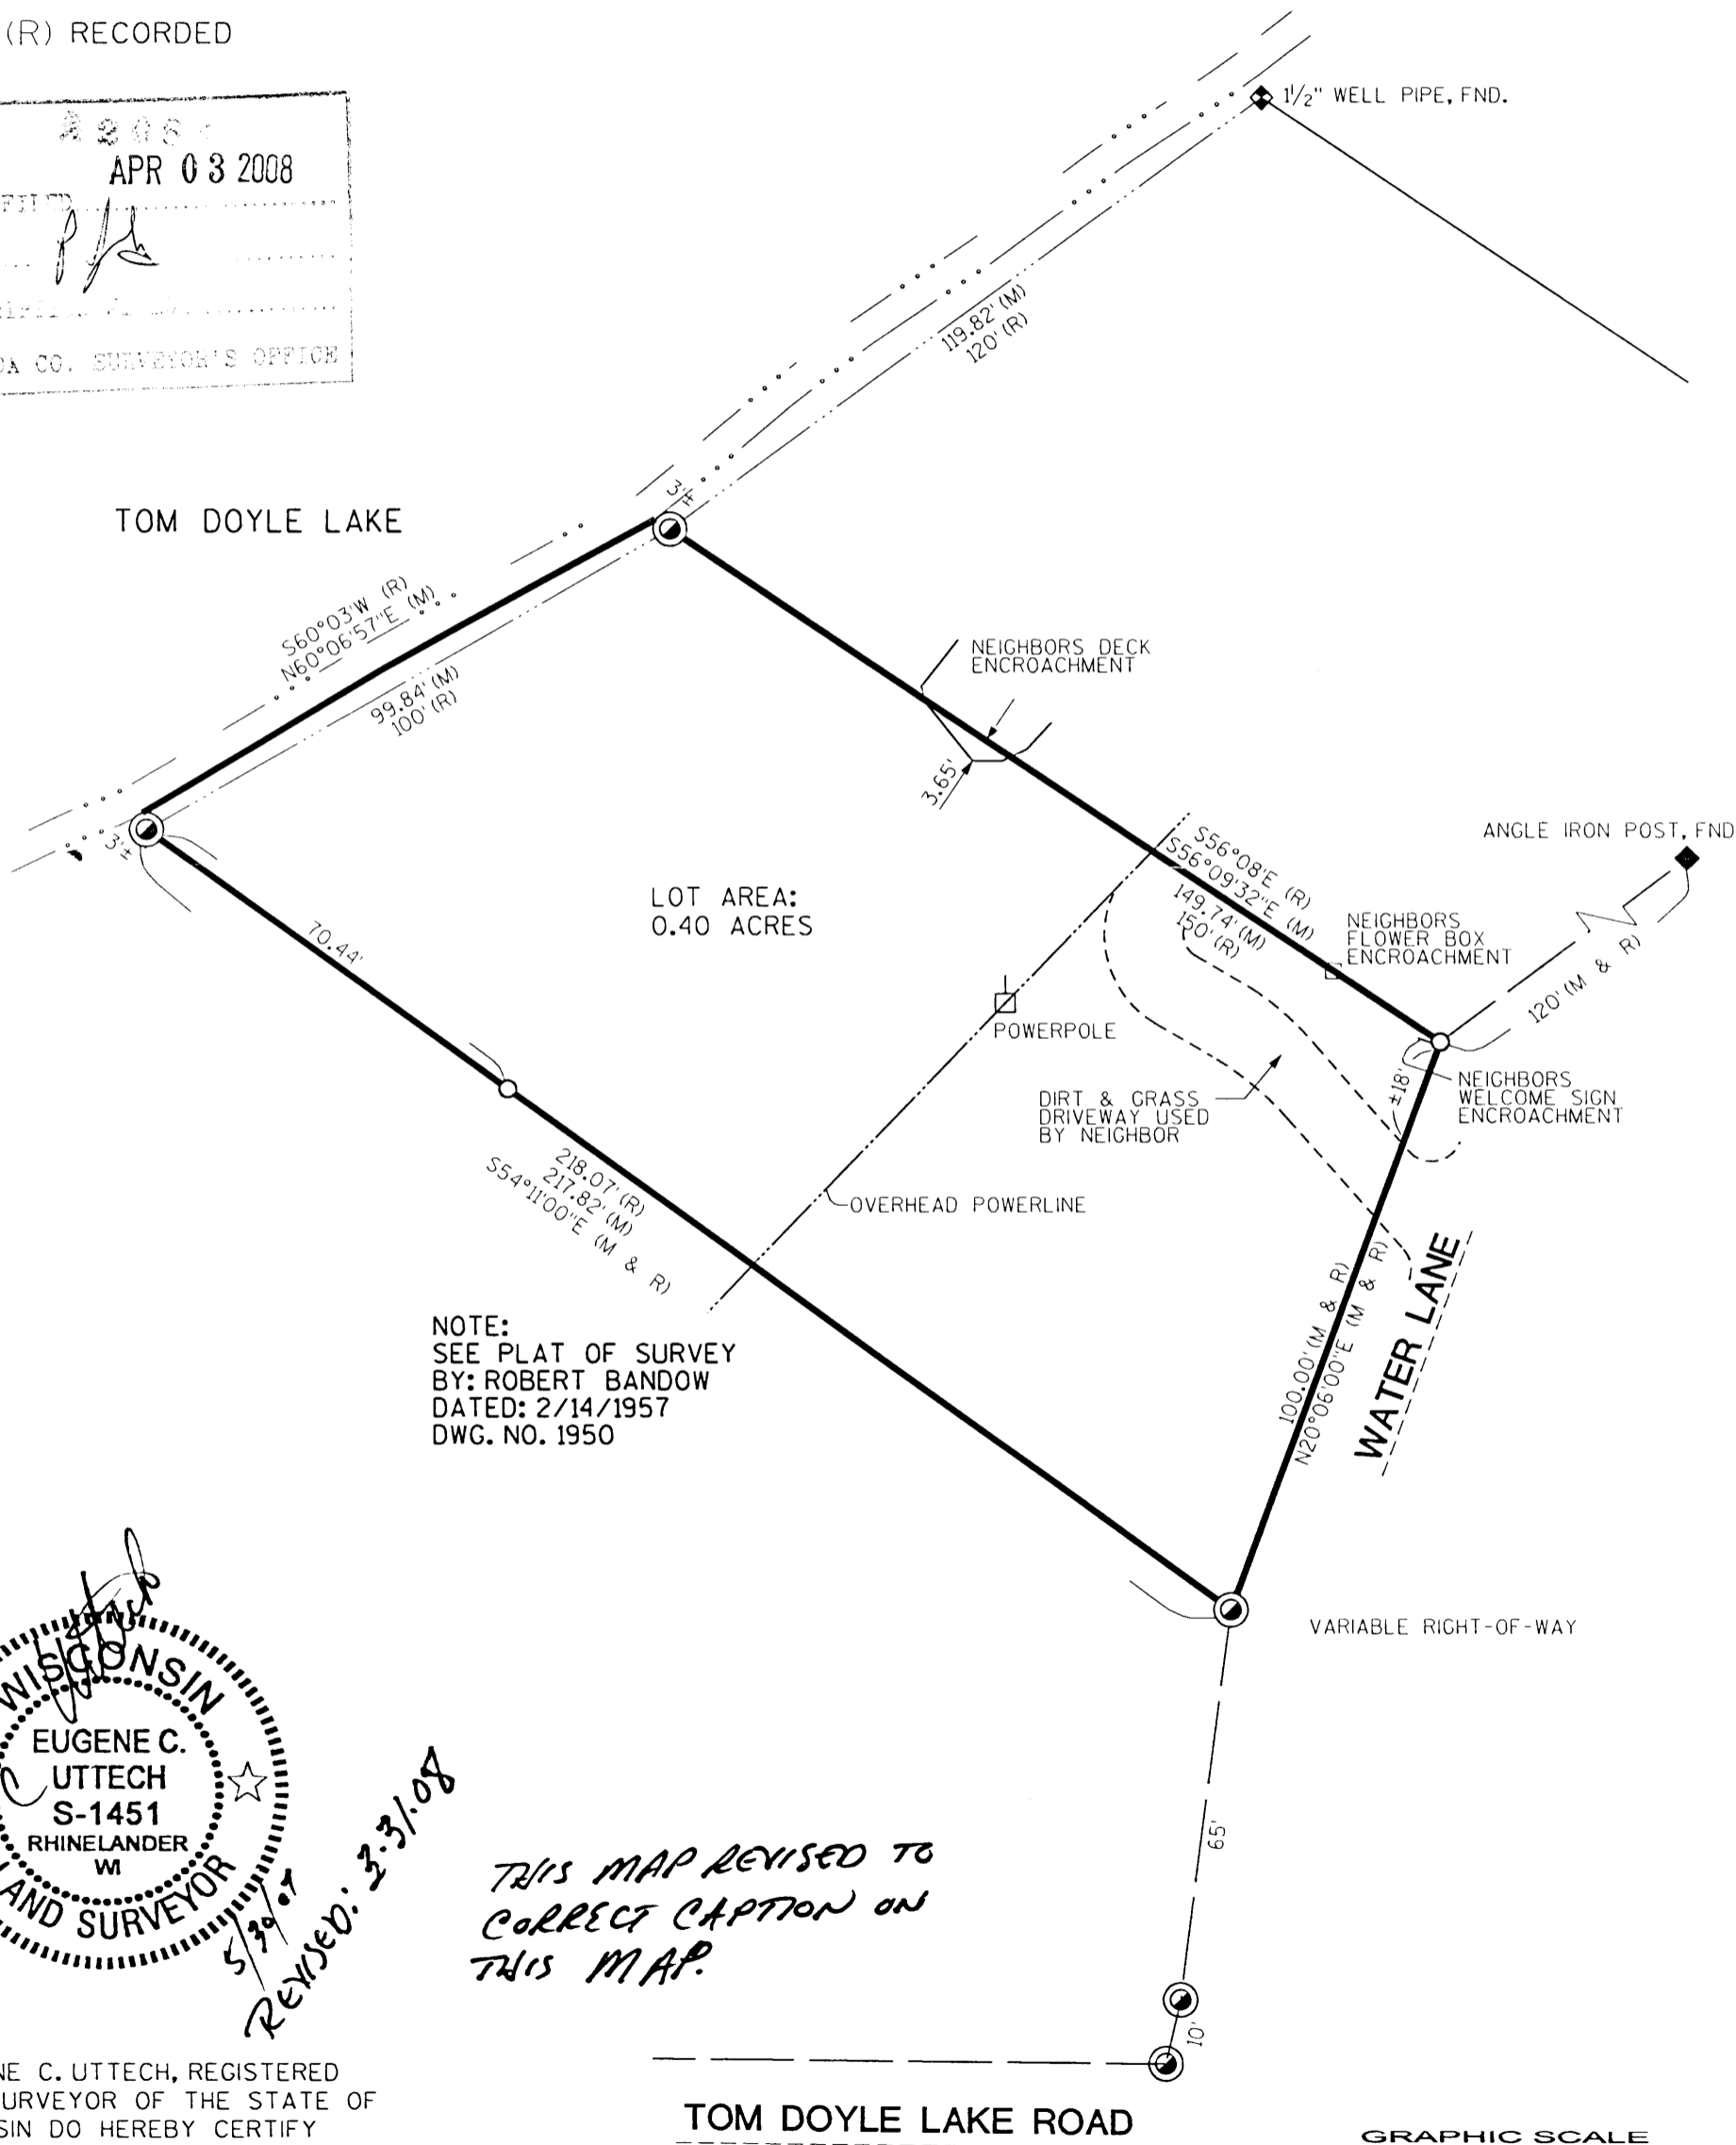 (R) RECORDED
APR 03 2008
FILED
CO. SURVEYOR'S OFFICE
1 1/2" WELL PIPE, FND.
119.82' (M)
120' (R)
3'±
TOM DOYLE LAKE
S60°03'W (R)
N60°06'57"E (M)
99.84' (M)
100' (R)
3'±
NEIGHBORS DECK
ENCROACHMENT
3.65'
S56°08'E (R)
S56°09'32"E (M)
149.74' (M)
150' (R)
ANGLE IRON POST, FND
LOT AREA:
0.40 ACRES
70.44'
NEIGHBORS
FLOWER BOX
ENCROACHMENT
120' (M & R)
POWERPOLE
±18'
NEIGHBORS
WELCOME SIGN
ENCROACHMENT
DIRT & GRASS
DRIVEWAY USED
BY NEIGHBOR
218.07' (R)
217.82' (M)
S54°11'00"E (M & R)
OVERHEAD POWERLINE
100.00' (M & R)
N20°06'00"E (M & R)
WATER LANE
NOTE:
SEE PLAT OF SURVEY
BY: ROBERT BANDOW
DATED: 2/14/1957
DWG. NO. 1950
VARIABLE RIGHT-OF-WAY
WISCONSIN
EUGENE C.
UTTECH
S-1451
RHINELANDER
WI
LAND SURVEYOR
5/30/07
REVISED: 3-31-08
THIS MAP REVISED TO
CORRECT CAPTION ON
THIS MAP.
65'
10'
NE C. UTTECH, REGISTERED
URVEYOR OF THE STATE OF
SIN DO HEREBY CERTIFY
TOM DOYLE LAKE ROAD
GRAPHIC SCALE